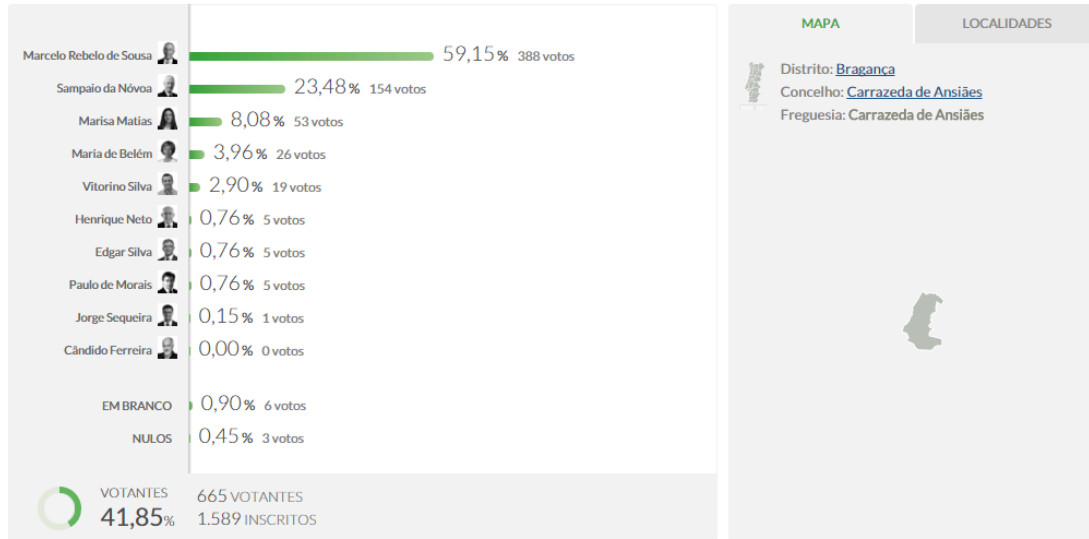 Marcelo Rebelo de Sousa 59,15% 388 votos
Sampaio da Nóvoa 23,48% 154 votos
Marisa Matias 8,08% 53 votos
Maria de Belém 3,96% 26 votos
Vitorino Silva 2,90% 19 votos
Henrique Neto 0,76% 5 votos
Edgar Silva 0,76% 5 votos
Paulo de Morais 0,76% 5 votos
Jorge Sequeira 0,15% 1 votos
Cândido Ferreira 0,00% 0 votos
EM BRANCO 0,90% 6 votos
NULOS 0,45% 3 votos
VOTANTES
41,85%
665 VOTANTES
1.589 INSCRITOS
MAPA
LOCALIDADES
Distrito: Bragança
Concelho: Carrazeda de Ansiães
Freguesia: Carrazeda de Ansiães